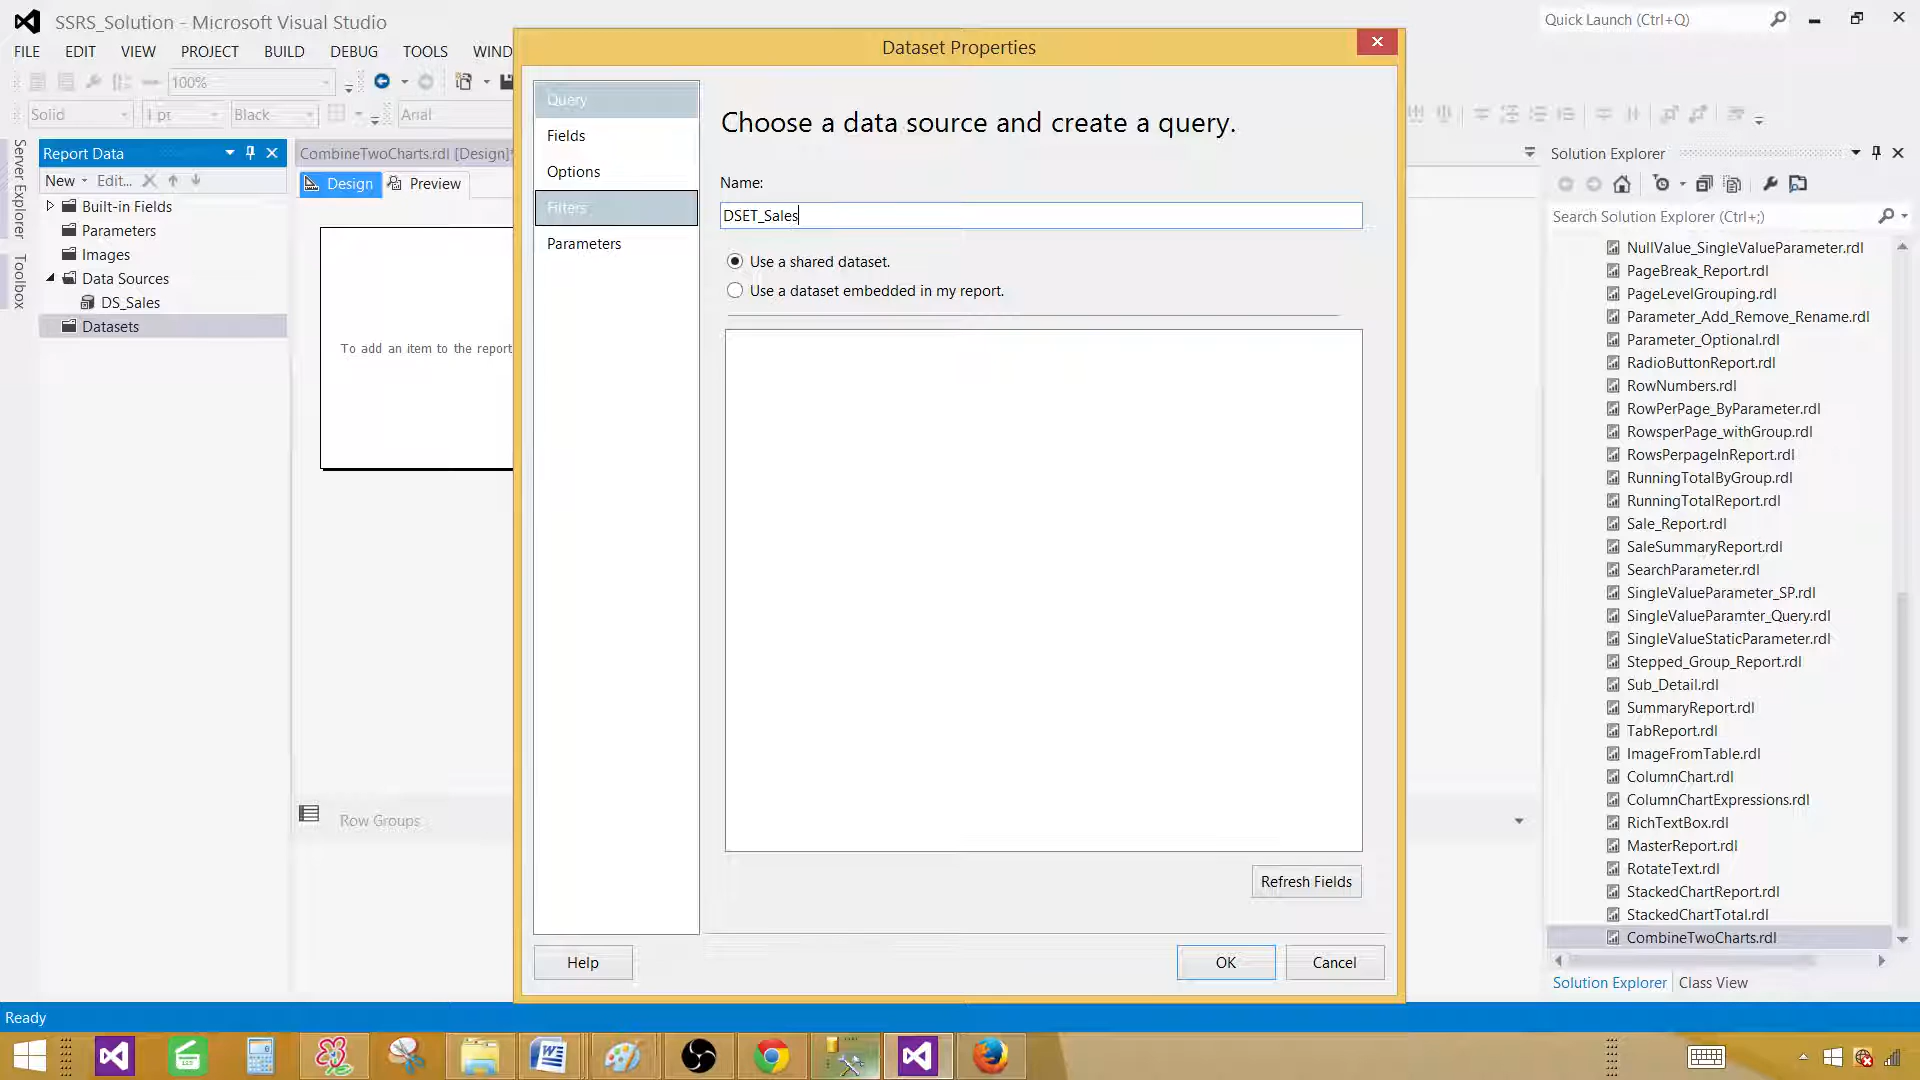 SSRS_Solution - Microsoft Visual Studio
Quick Launch (Ctrl+Q)
FILE EDIT VIEW PROJECT BUILD DEBUG TOOLS WIND
100%
Solid 1 pt Black Arial
Dataset Properties
Query
Fields
Options
Filters
Parameters
Choose a data source and create a query.
Name:
DSET_Sales
Use a shared dataset.
Use a dataset embedded in my report.
Refresh Fields
Help
OK
Cancel
Server Explorer
Toolbox
Report Data
New Edit...
Built-in Fields
Parameters
Images
Data Sources
DS_Sales
Datasets
CombineTwoCharts.rdl [Design]*
Design Preview
To add an item to the report
Row Groups
Solution Explorer
Search Solution Explorer (Ctrl+;)
NullValue_SingleValueParameter.rdl
PageBreak_Report.rdl
PageLevelGrouping.rdl
Parameter_Add_Remove_Rename.rdl
Parameter_Optional.rdl
RadioButtonReport.rdl
RowNumbers.rdl
RowPerPage_ByParameter.rdl
RowsperPage_withGroup.rdl
RowsPerpageInReport.rdl
RunningTotalByGroup.rdl
RunningTotalReport.rdl
Sale_Report.rdl
SaleSummaryReport.rdl
SearchParameter.rdl
SingleValueParameter_SP.rdl
SingleValueParamter_Query.rdl
SingleValueStaticParameter.rdl
Stepped_Group_Report.rdl
Sub_Detail.rdl
SummaryReport.rdl
TabReport.rdl
ImageFromTable.rdl
ColumnChart.rdl
ColumnChartExpressions.rdl
RichTextBox.rdl
MasterReport.rdl
RotateText.rdl
StackedChartReport.rdl
StackedChartTotal.rdl
CombineTwoCharts.rdl
Solution Explorer Class View
Ready